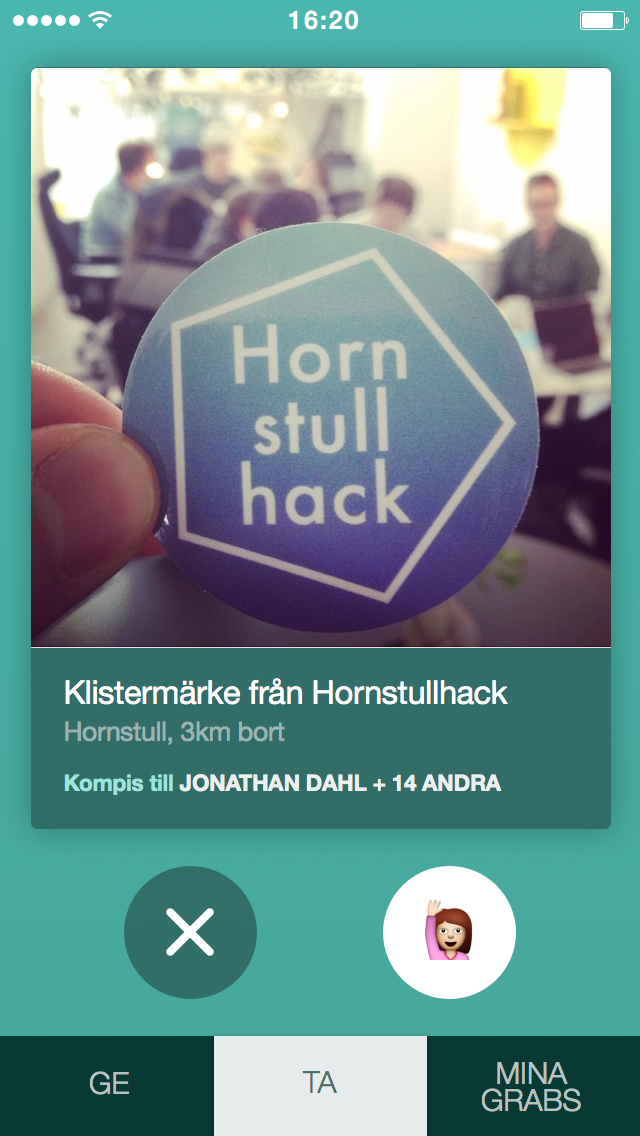 16:20
Horn
stull
hack
Klistermärke från Hornstullhack
Hornstull, 3km bort
Kompis till JONATHAN DAHL + 14 ANDRA
GE
TA
MINA
GRABS